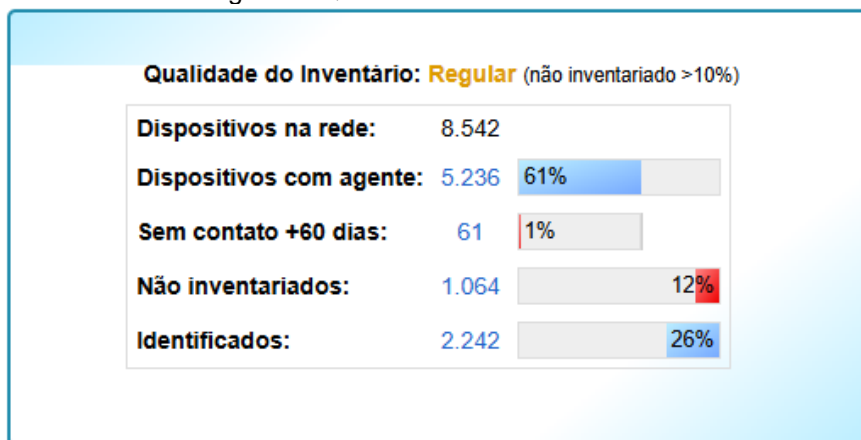 Qualidade do Inventário: Regular (não inventariado >10%)
Dispositivos na rede: 8.542
Dispositivos com agente: 5.236 61%
Sem contato +60 dias: 61 1%
Não inventariados: 1.064 12%
Identificados: 2.242 26%